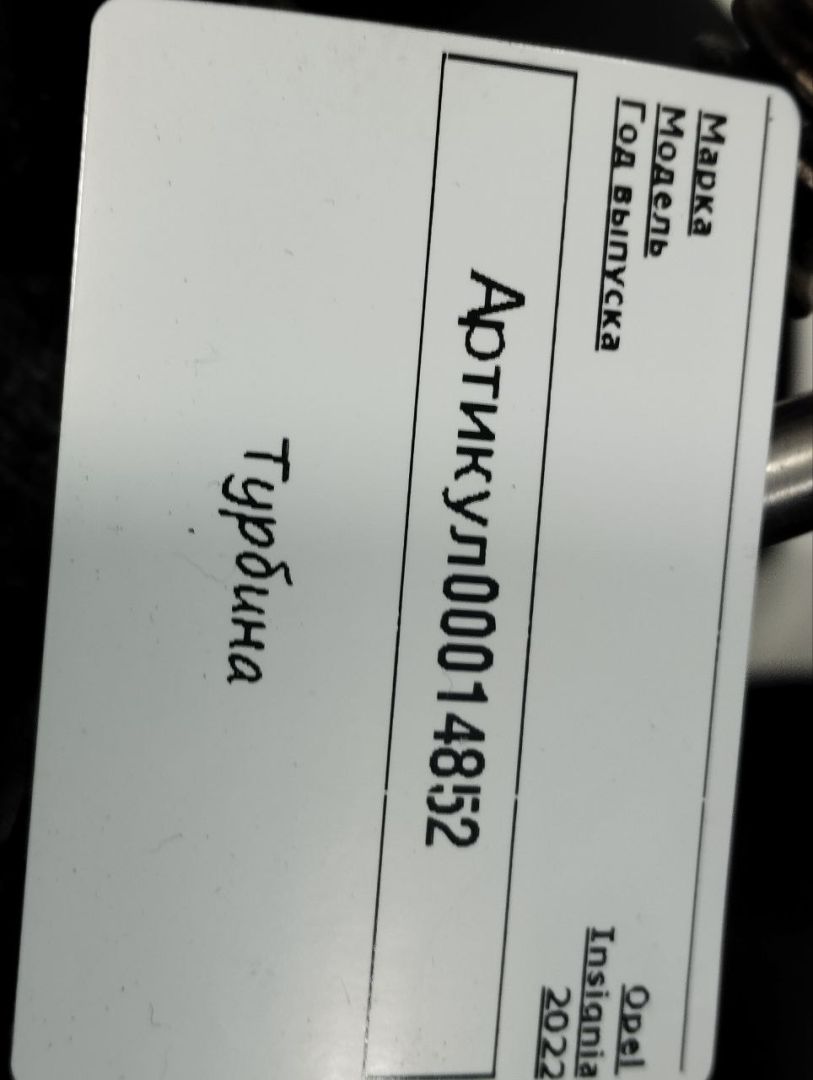 Марка Opel
Модель Insignia
Год выпуска 2022
Артикул00014852
Турбина